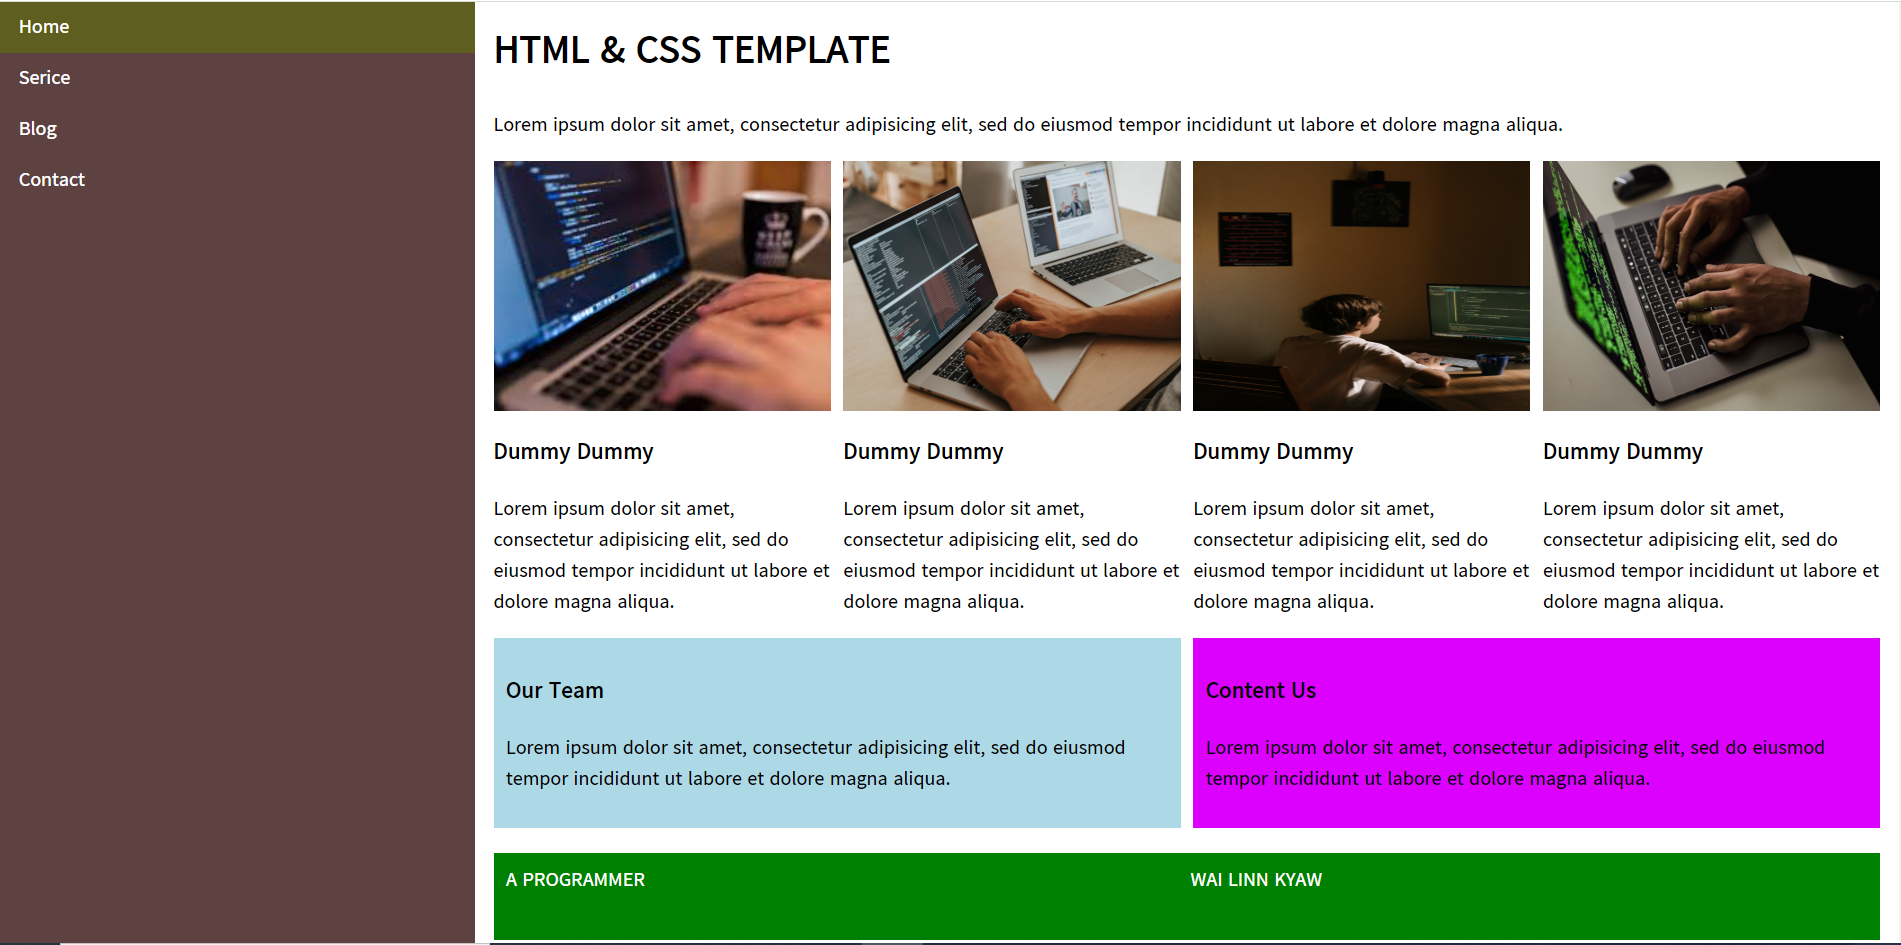 Home
Serice
Blog
Contact
HTML & CSS TEMPLATE
Lorem ipsum dolor sit amet, consectetur adipisicing elit, sed do eiusmod tempor incididunt ut labore et dolore magna aliqua.
Dummy Dummy
Lorem ipsum dolor sit amet,
consectetur adipisicing elit, sed do
eiusmod tempor incididunt ut labore et
dolore magna aliqua.
Dummy Dummy
Lorem ipsum dolor sit amet,
consectetur adipisicing elit, sed do
eiusmod tempor incididunt ut labore et
dolore magna aliqua.
Dummy Dummy
Lorem ipsum dolor sit amet,
consectetur adipisicing elit, sed do
eiusmod tempor incididunt ut labore et
dolore magna aliqua.
Dummy Dummy
Lorem ipsum dolor sit amet,
consectetur adipisicing elit, sed do
eiusmod tempor incididunt ut labore et
dolore magna aliqua.
Our Team
Lorem ipsum dolor sit amet, consectetur adipisicing elit, sed do eiusmod
tempor incididunt ut labore et dolore magna aliqua.
Content Us
Lorem ipsum dolor sit amet, consectetur adipisicing elit, sed do eiusmod
tempor incididunt ut labore et dolore magna aliqua.
A PROGRAMMER
WAI LINN KYAW